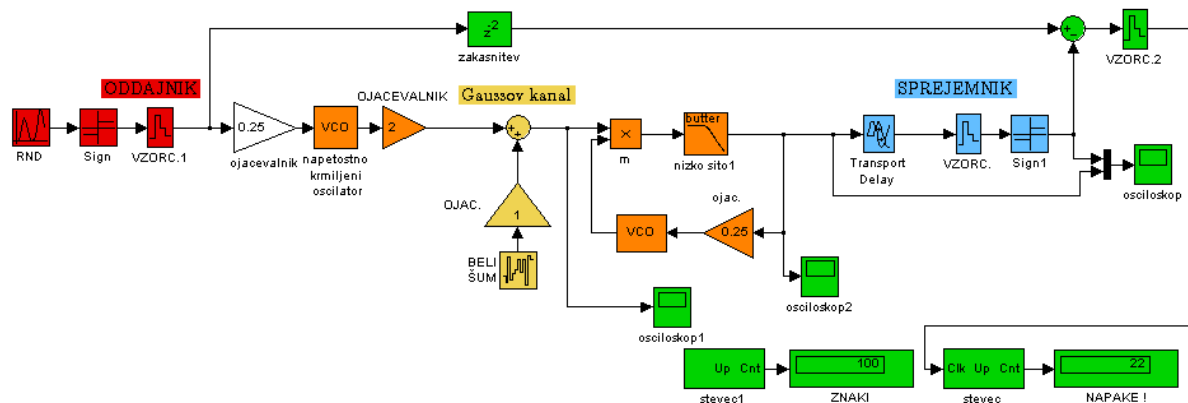 z-2
zakasnitev
VZORC.2
ODDAJNIK
RND
Sign
VZORC.1
0.25
ojacevalnik
VCO
napetostno
krmiljeni
oscilator
OJACEVALNIK
2
Gaussov kanal
OJAC.
1
BELI
ŠUM
×
m
butter
nizko sito1
VCO
ojac.
0.25
SPREJEMNIK
Transport
Delay
VZORC.
Sign1
osciloskop
osciloskop2
osciloskop1
Up Cnt
stevec1
100
ZNAKI
Clk Up Cnt
stevec
22
NAPAKE !